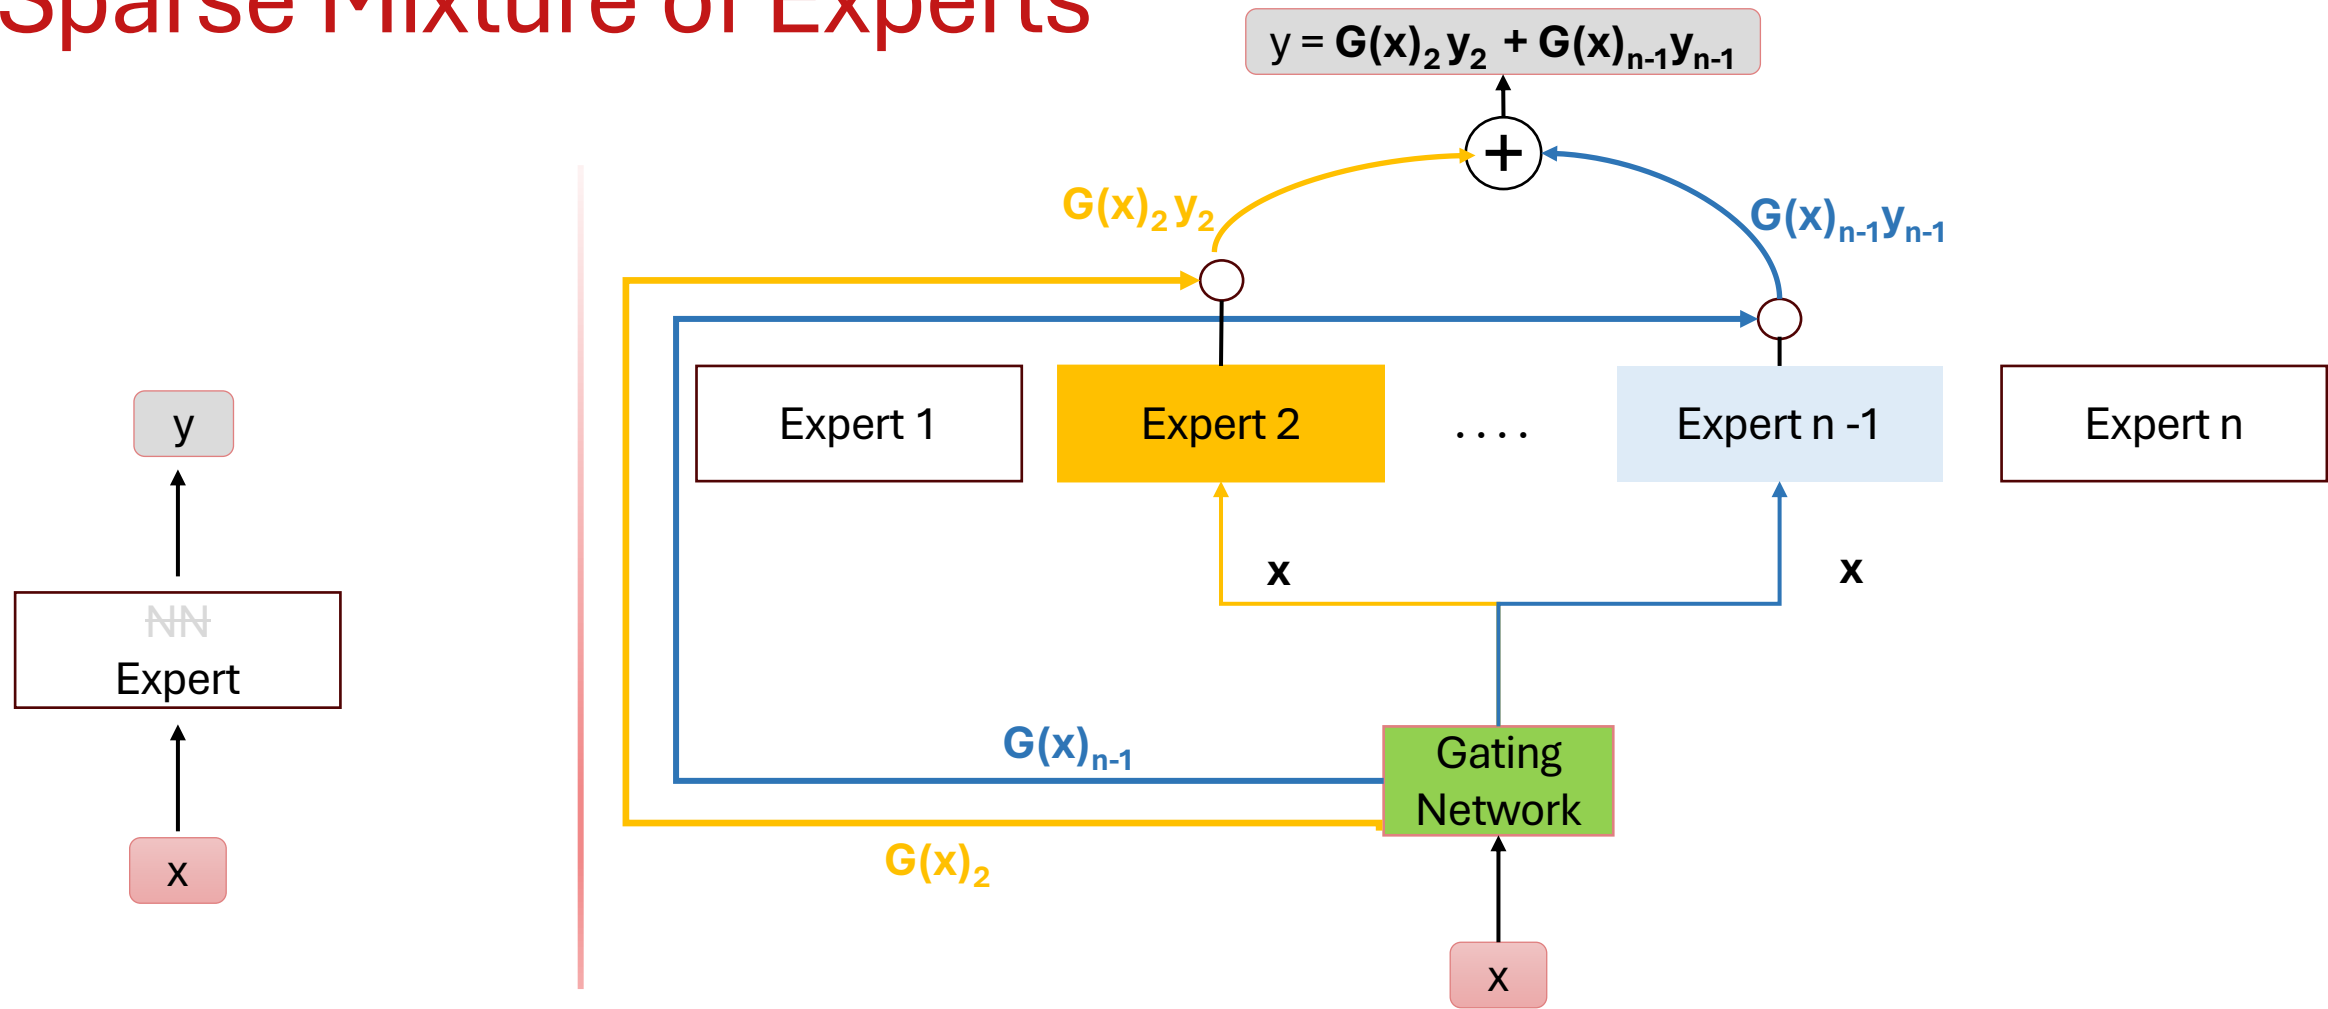 Sparse Mixture of Experts
y = G(x)₂ y₂ + G(x)ₙ₋₁yₙ₋₁
+
G(x)₂ y₂
G(x)ₙ₋₁yₙ₋₁
Expert 1
Expert 2
. . . .
Expert n -1
Expert n
x
x
G(x)ₙ₋₁
Gating
Network
G(x)₂
x
y
NN
Expert
x